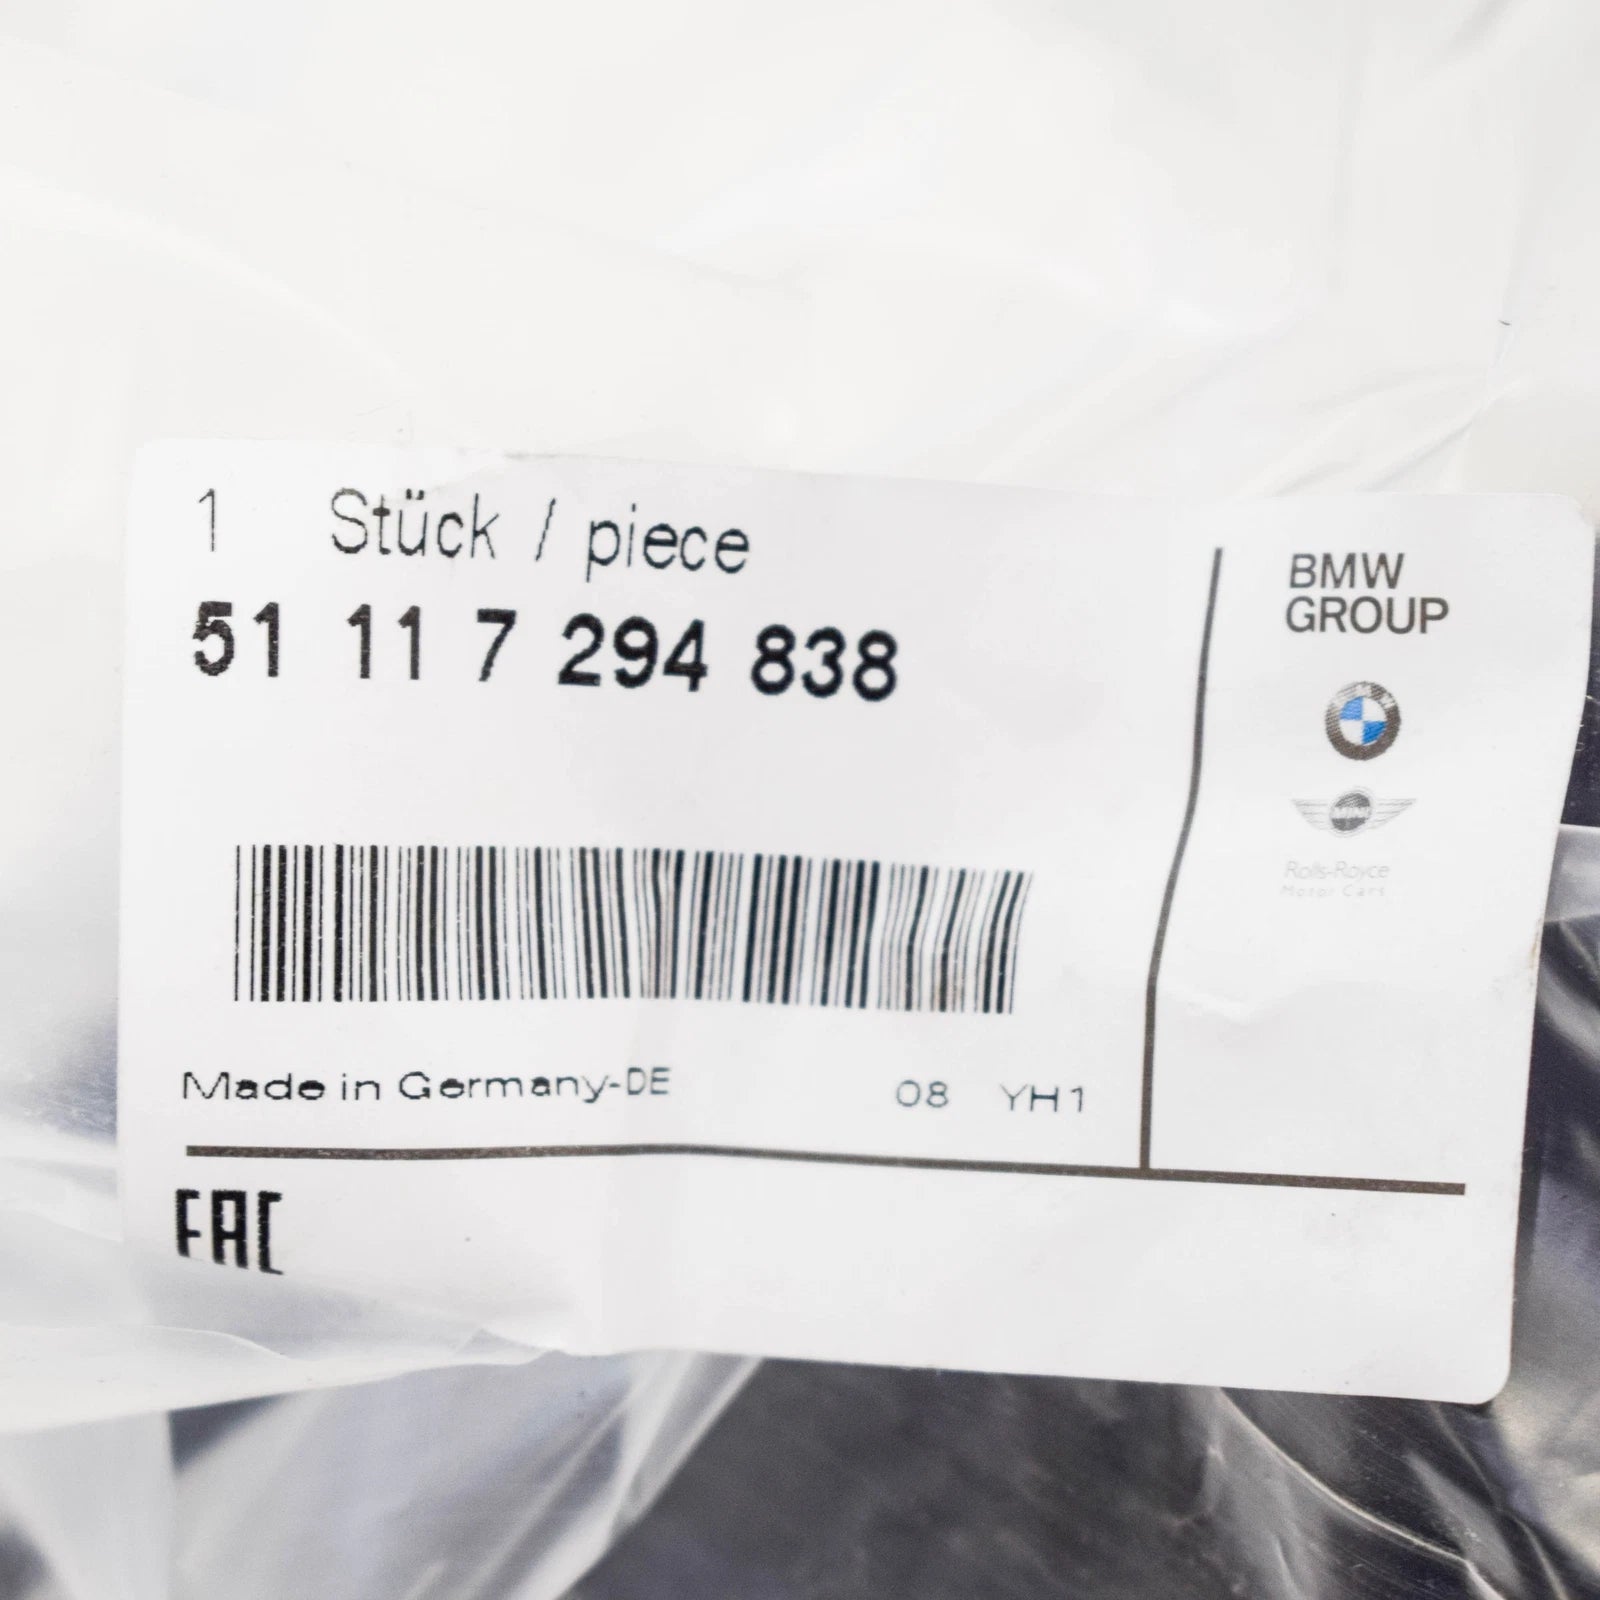 1 Stück / piece
51 11 7 294 838
BMW
GROUP
MINI
Rolls-Royce
Motor Cars
Made in Germany-DE 08 YH1
EAC